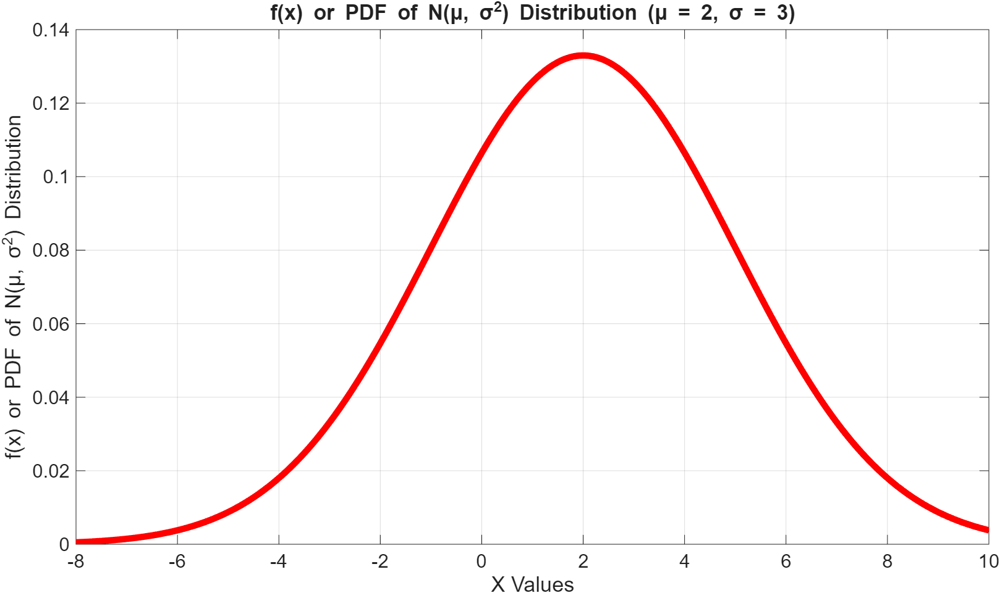 f(x) or PDF of N(μ, σ²) Distribution (μ = 2, σ = 3)
f(x) or PDF of N(μ, σ²) Distribution
0.14
0.12
0.1
0.08
0.06
0.04
0.02
0
-8 -6 -4 -2 0 2 4 6 8 10
X Values